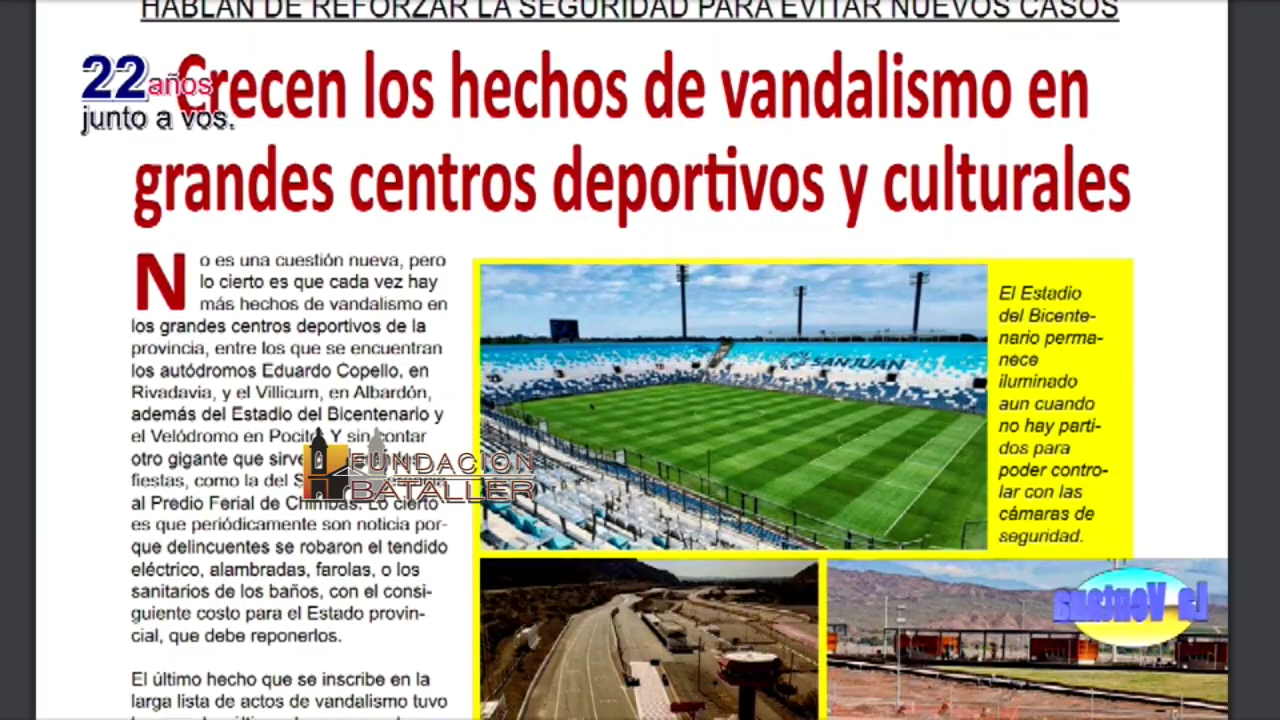 HABLAN DE REFORZAR LA SEGURIDAD PARA EVITAR NUEVOS CASOS
22 años
junto a vos.
Crecen los hechos de vandalismo en
grandes centros deportivos y culturales
No es una cuestión nueva, pero
lo cierto es que cada vez hay
más hechos de vandalismo en
los grandes centros deportivos de la
provincia, entre los que se encuentran
los autódromos Eduardo Copello, en
Rivadavia, y el Villicum, en Albardón,
además del Estadio del Bicentenario y
el Velódromo en Pocito. Y sin contar
otro gigante que sirve
fiestas, como la del
al Predio Ferial de Chimbas. Lo cierto
es que periódicamente son noticia por-
que delincuentes se robaron el tendido
eléctrico, alambradas, farolas, o los
sanitarios de los baños, con el consi-
guiente costo para el Estado provin-
cial, que debe reponerlos.
El último hecho que se inscribe en la
larga lista de actos de vandalismo tuvo
FUNDACIÓN
BATALLER
SAN JUAN
El Estadio
del Bicente-
nario perma-
nece
iluminado
aun cuando
no hay parti-
dos para
poder contro-
lar con las
cámaras de
seguridad.
La Ventana